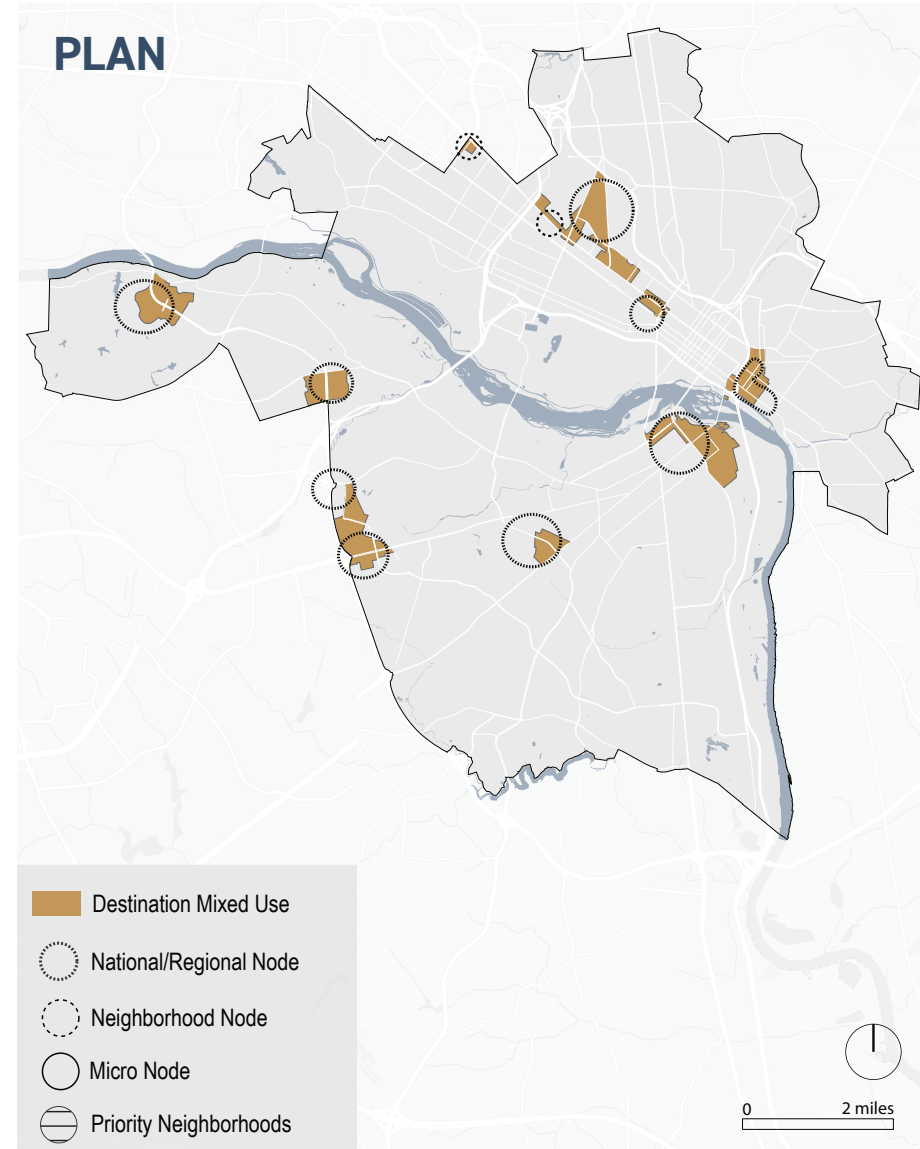 PLAN
Destination Mixed Use
National/Regional Node
Neighborhood Node
Micro Node
Priority Neighborhoods
0 2 miles